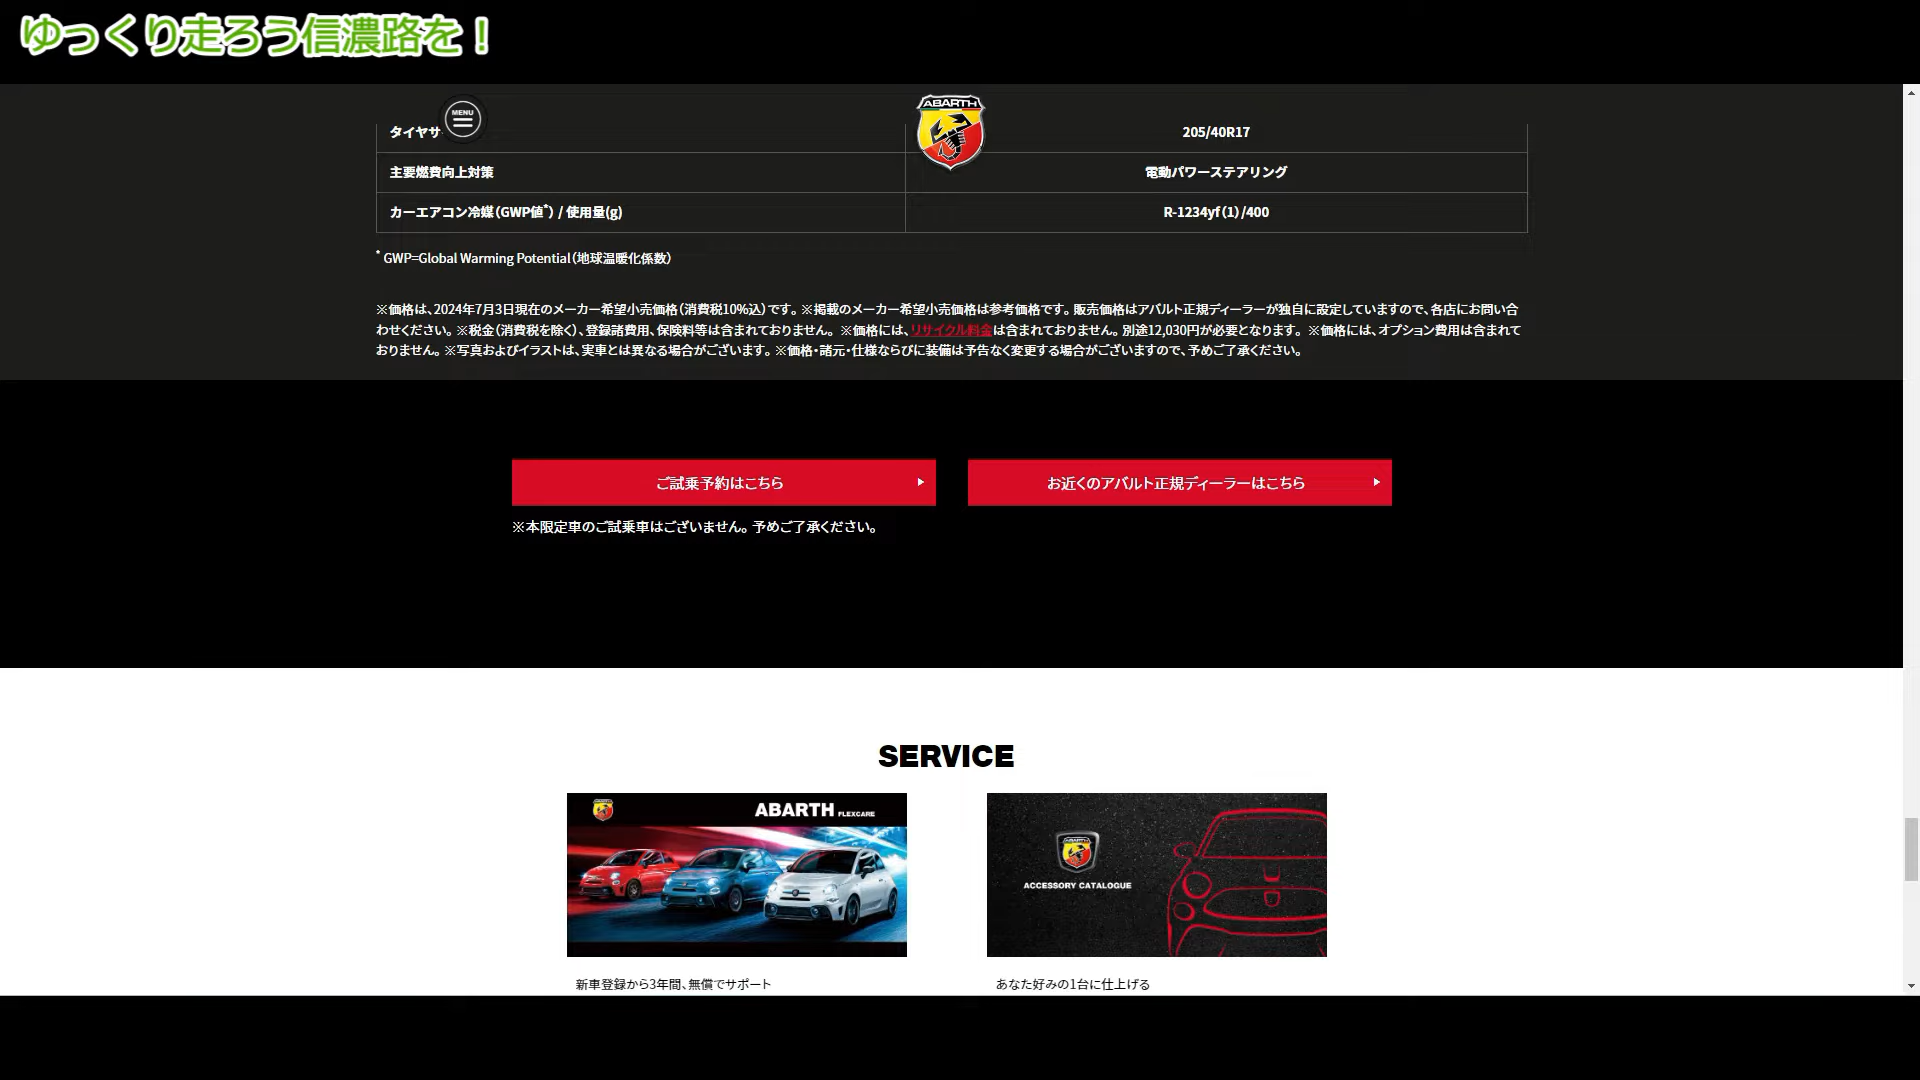 ゆっくり走ろう信濃路を！
MENU
ABARTH
タイヤサ
205/40R17
主要燃費向上対策
電動パワーステアリング
カーエアコン冷媒（GWP値*） / 使用量(g)
R-1234yf（1）/400
* GWP=Global Warming Potential（地球温暖化係数）
※価格は、2024年7月3日現在のメーカー希望小売価格（消費税10%込）です。 ※掲載のメーカー希望小売価格は参考価格です。 販売価格はアバルト正規ディーラーが独自に設定していますので、各店にお問い合
わせください。 ※税金（消費税を除く）、登録諸費用、保険料等は含まれておりません。 ※価格には、リサイクル料金は含まれておりません。 別途12,030円が必要となります。 ※価格には、オプション費用は含まれて
おりません。 ※写真およびイラストは、実車とは異なる場合がございます。 ※価格・諸元・仕様ならびに装備は予告なく変更する場合がございますので、予めご了承ください。
ご試乗予約はこちら
お近くのアバルト正規ディーラーはこちら
※本限定車のご試乗車はございません。 予めご了承ください。
SERVICE
ABARTH FLEXCARE
ABARTH
ACCESSORY CATALOGUE
新車登録から3年間、無償でサポート
あなた好みの1台に仕上げる